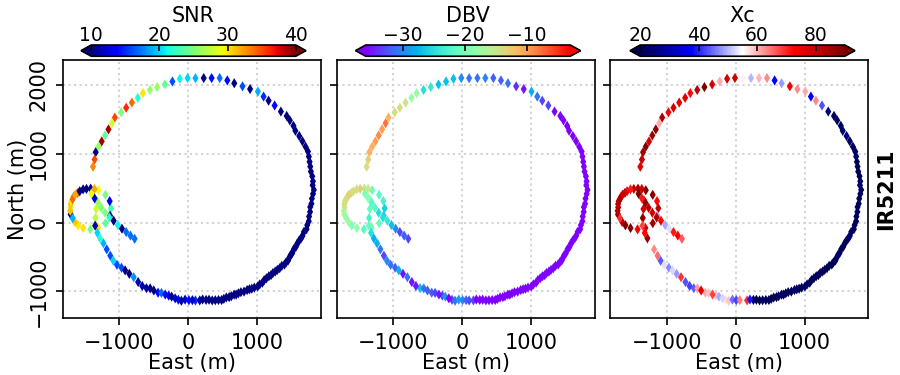 SNR DBV Xc
10 20 30 40 −30 −20 −10 20 40 60 80
2000
1000
0
−1000
North (m)
−1000 0 1000 −1000 0 1000 −1000 0 1000
East (m) East (m) East (m)
IR5211